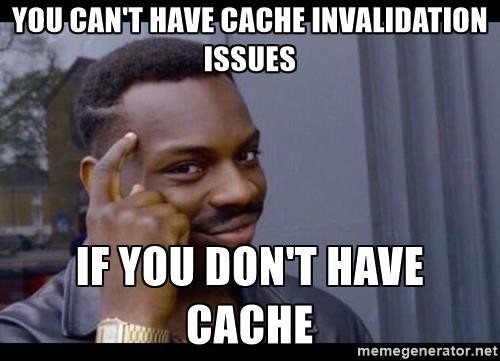 YOU CAN'T HAVE CACHE INVALIDATION
ISSUES
IF YOU DON'T HAVE
CACHE
memegenerator.net